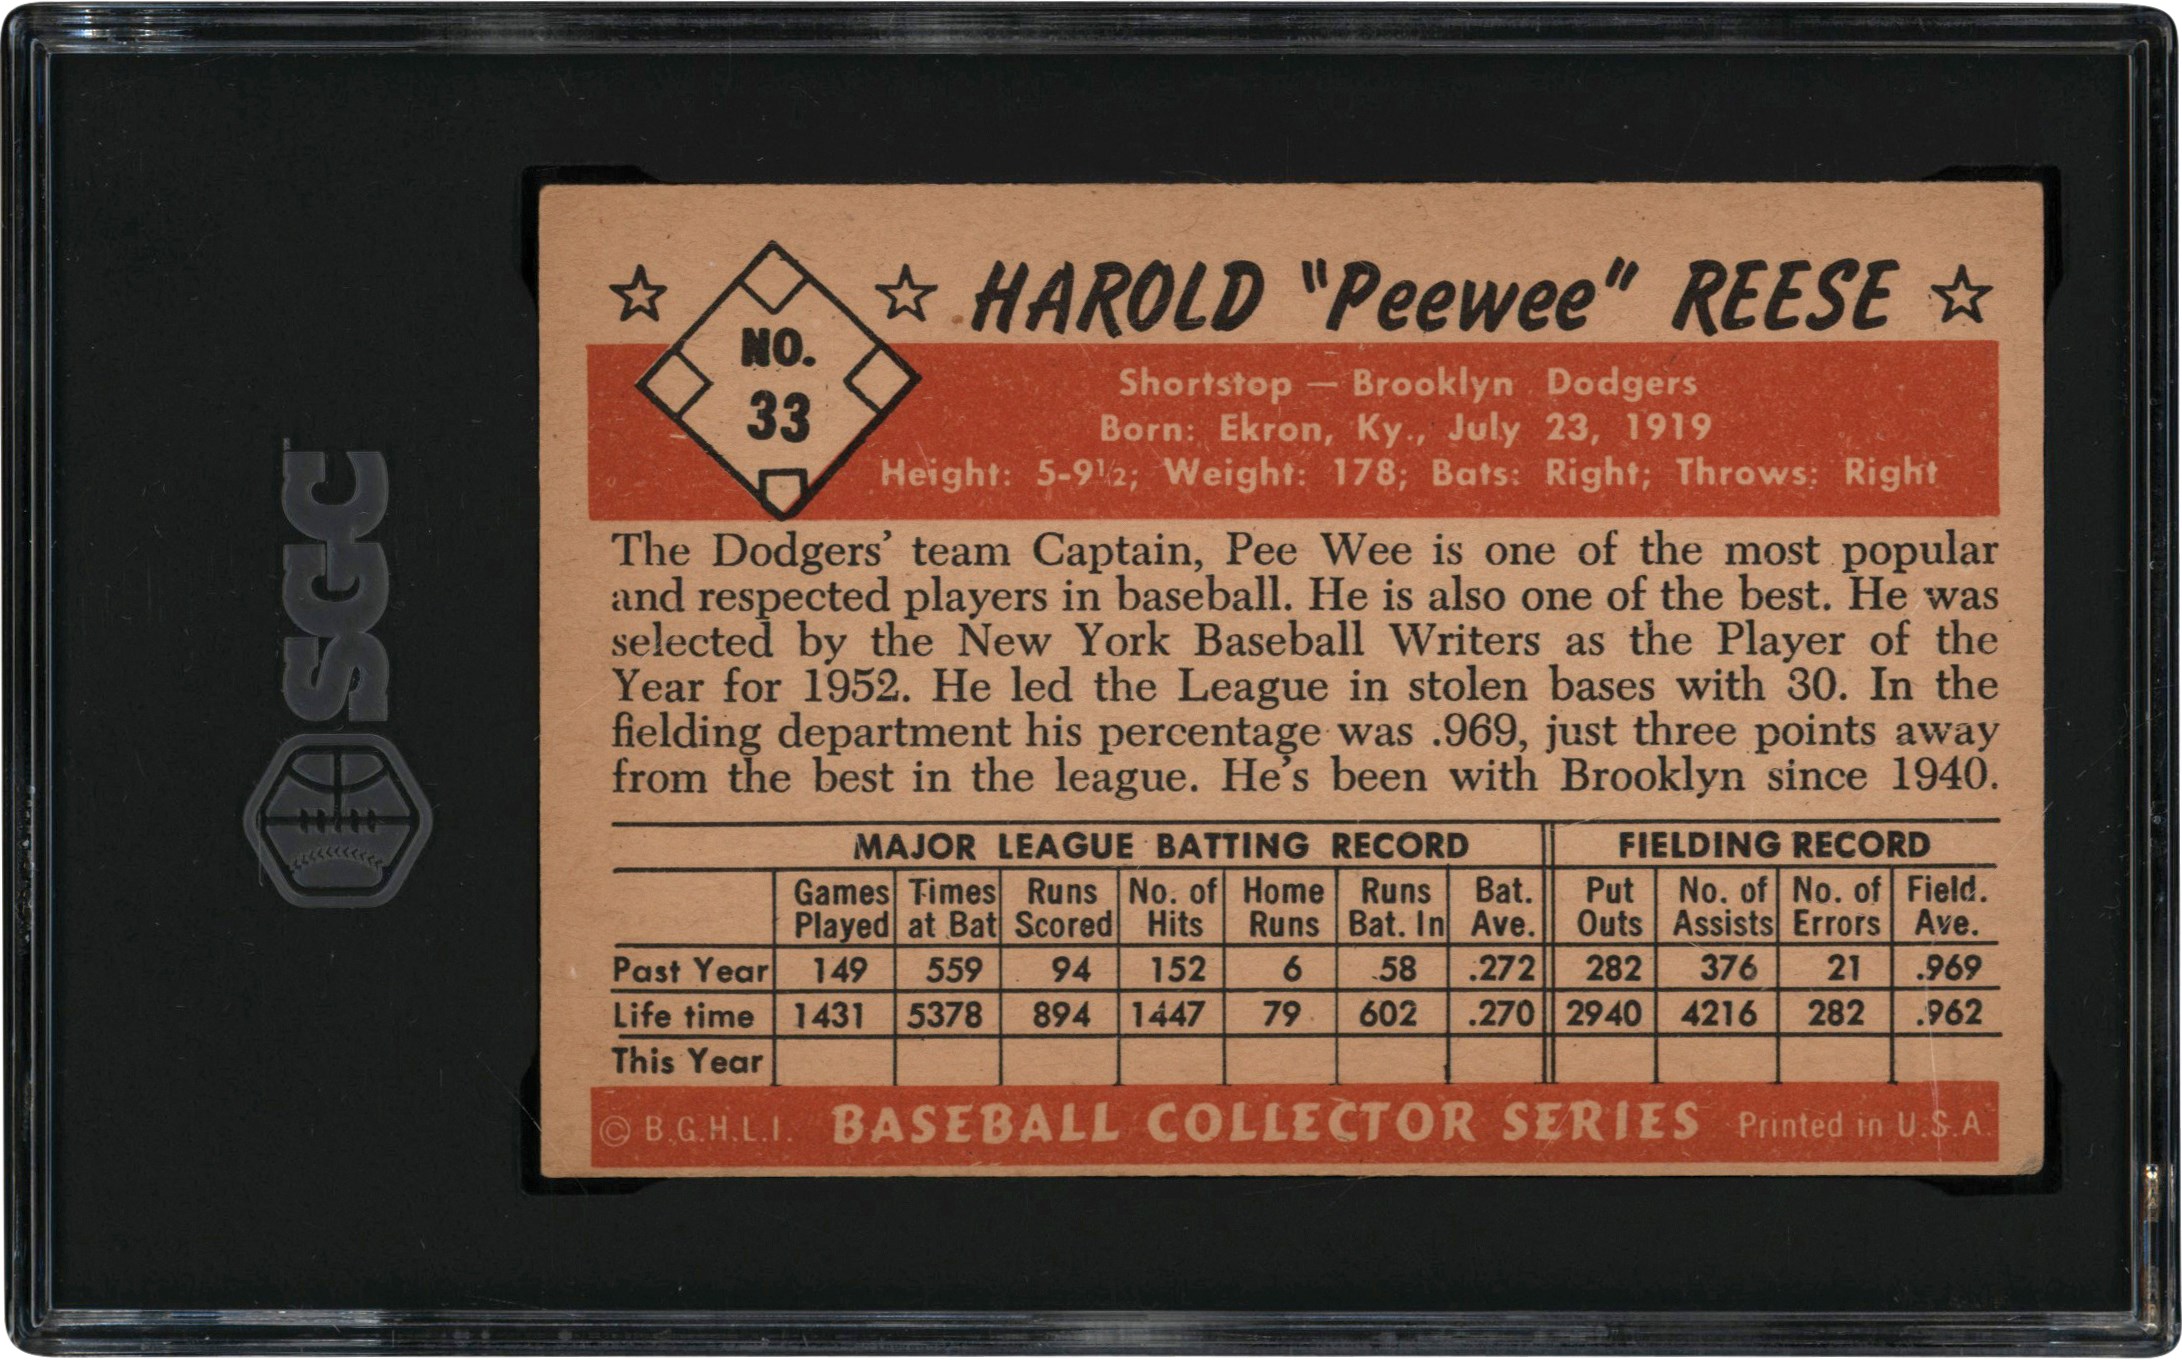 HAROLD "Peewee" REESE
NO.
33
Shortstop — Brooklyn Dodgers
Born: Ekron, Ky., July 23, 1919
Height: 5-9½; Weight: 178; Bats: Right; Throws: Right
The Dodgers' team Captain, Pee Wee is one of the most popular
and respected players in baseball. He is also one of the best. He was
selected by the New York Baseball Writers as the Player of the
Year for 1952. He led the League in stolen bases with 30. In the
fielding department his percentage was .969, just three points away
from the best in the league. He's been with Brooklyn since 1940.
MAJOR LEAGUE BATTING RECORD FIELDING RECORD
Games Times Runs No. of Home Runs Bat. Put No. of No. of Field.
Played at Bat Scored Hits Runs Bat. In Ave. Outs Assists Errors Ave.
Past Year 149 559 94 152 6 58 .272 282 376 21 .969
Life time 1431 5378 894 1447 79 602 .270 2940 4216 282 .962
This Year
© B.G.H.L.I. BASEBALL COLLECTOR SERIES Printed in U.S.A.
SGC